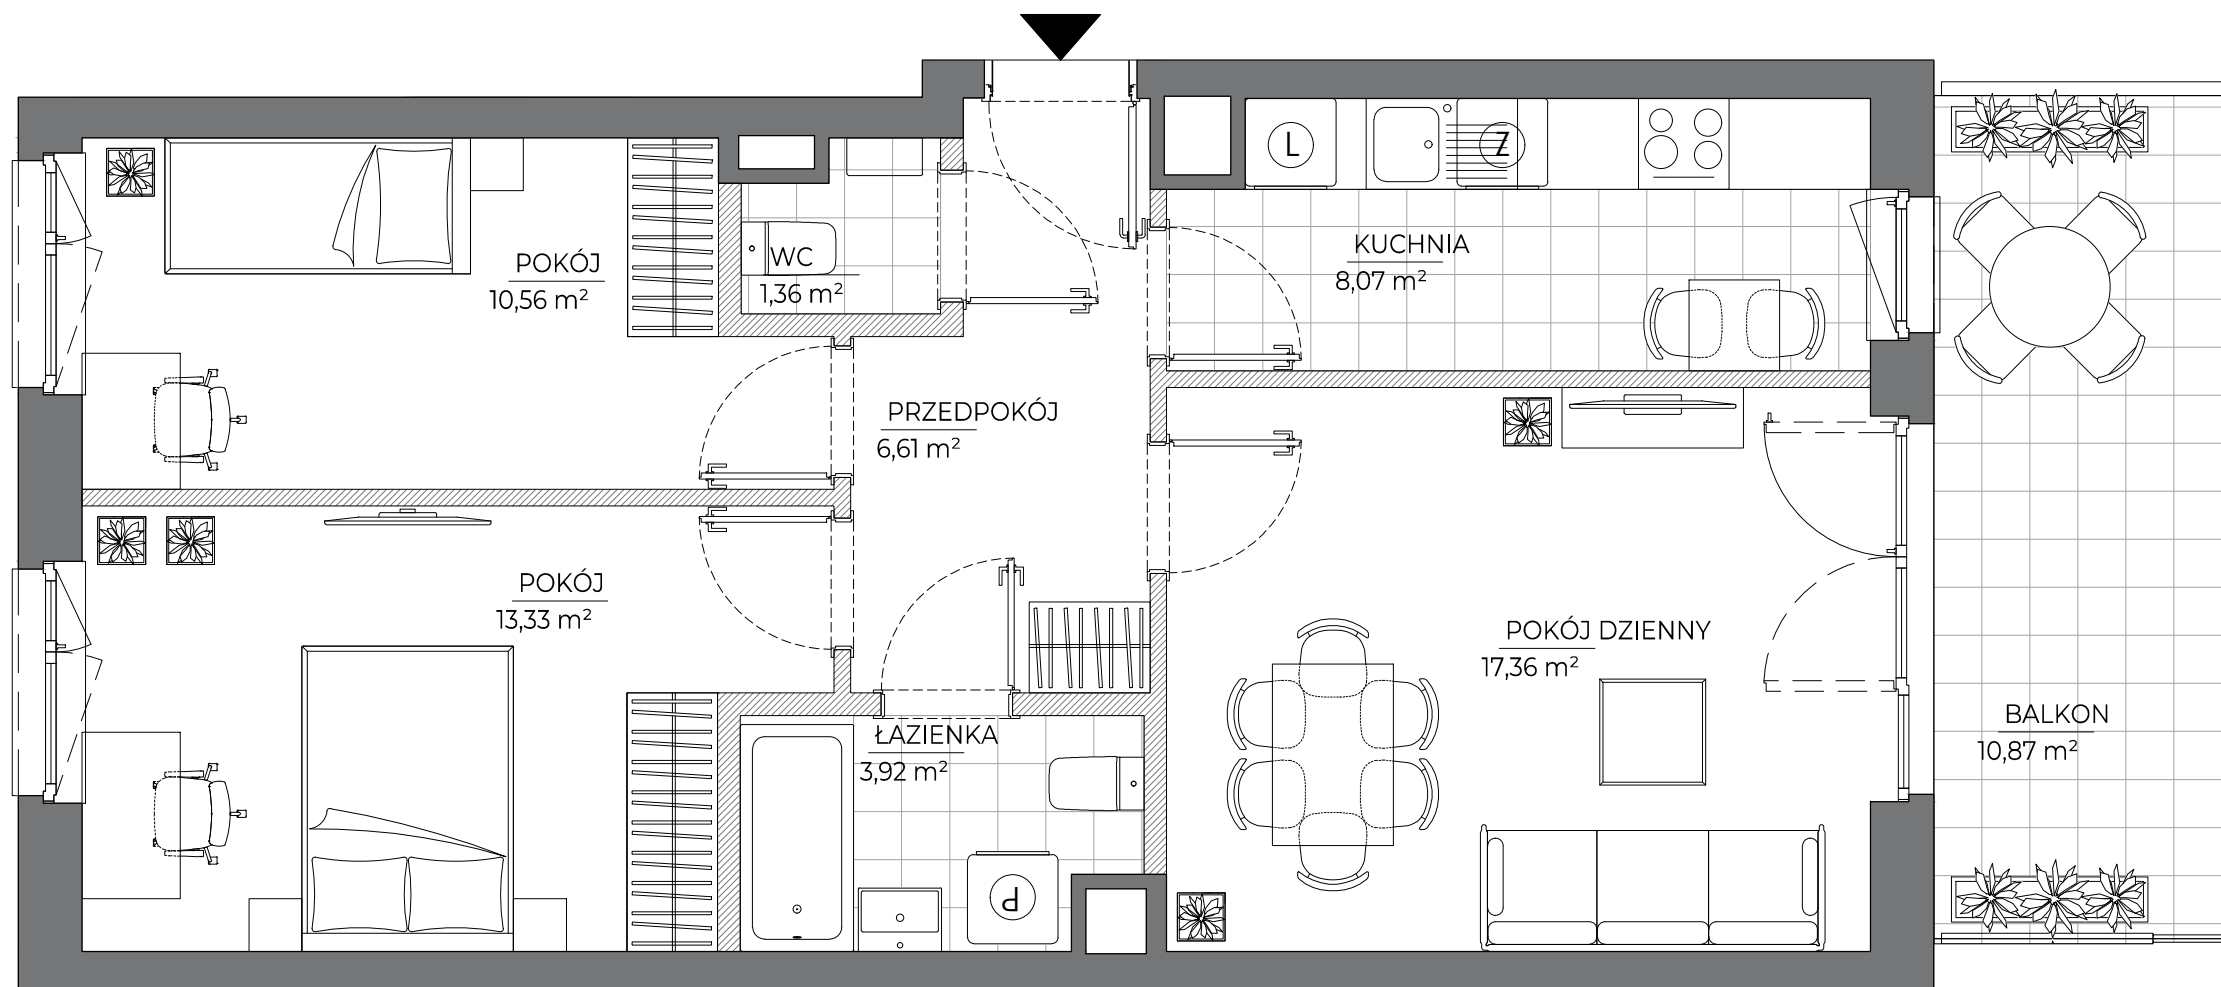 POKÓJ
10,56 m²
WC
1,36 m²
L
Z
KUCHNIA
8,07 m²
PRZEDPOKÓJ
6,61 m²
POKÓJ
13,33 m²
POKÓJ DZIENNY
17,36 m²
ŁAZIENKA
3,92 m²
P
BALKON
10,87 m²